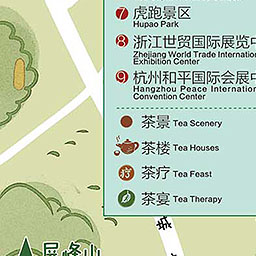 7 虎跑景区
Hupao Park
8 浙江世贸国际展览中
Zhejiang World Trade Internation
Exhibition Center
9 杭州和平国际会展中
Hangzhou Peace Internation
Convention Center
茶景 Tea Scenery
茶楼 Tea Houses
疗 茶疗 Tea Feast
茶宴 Tea Therapy
屏峰山